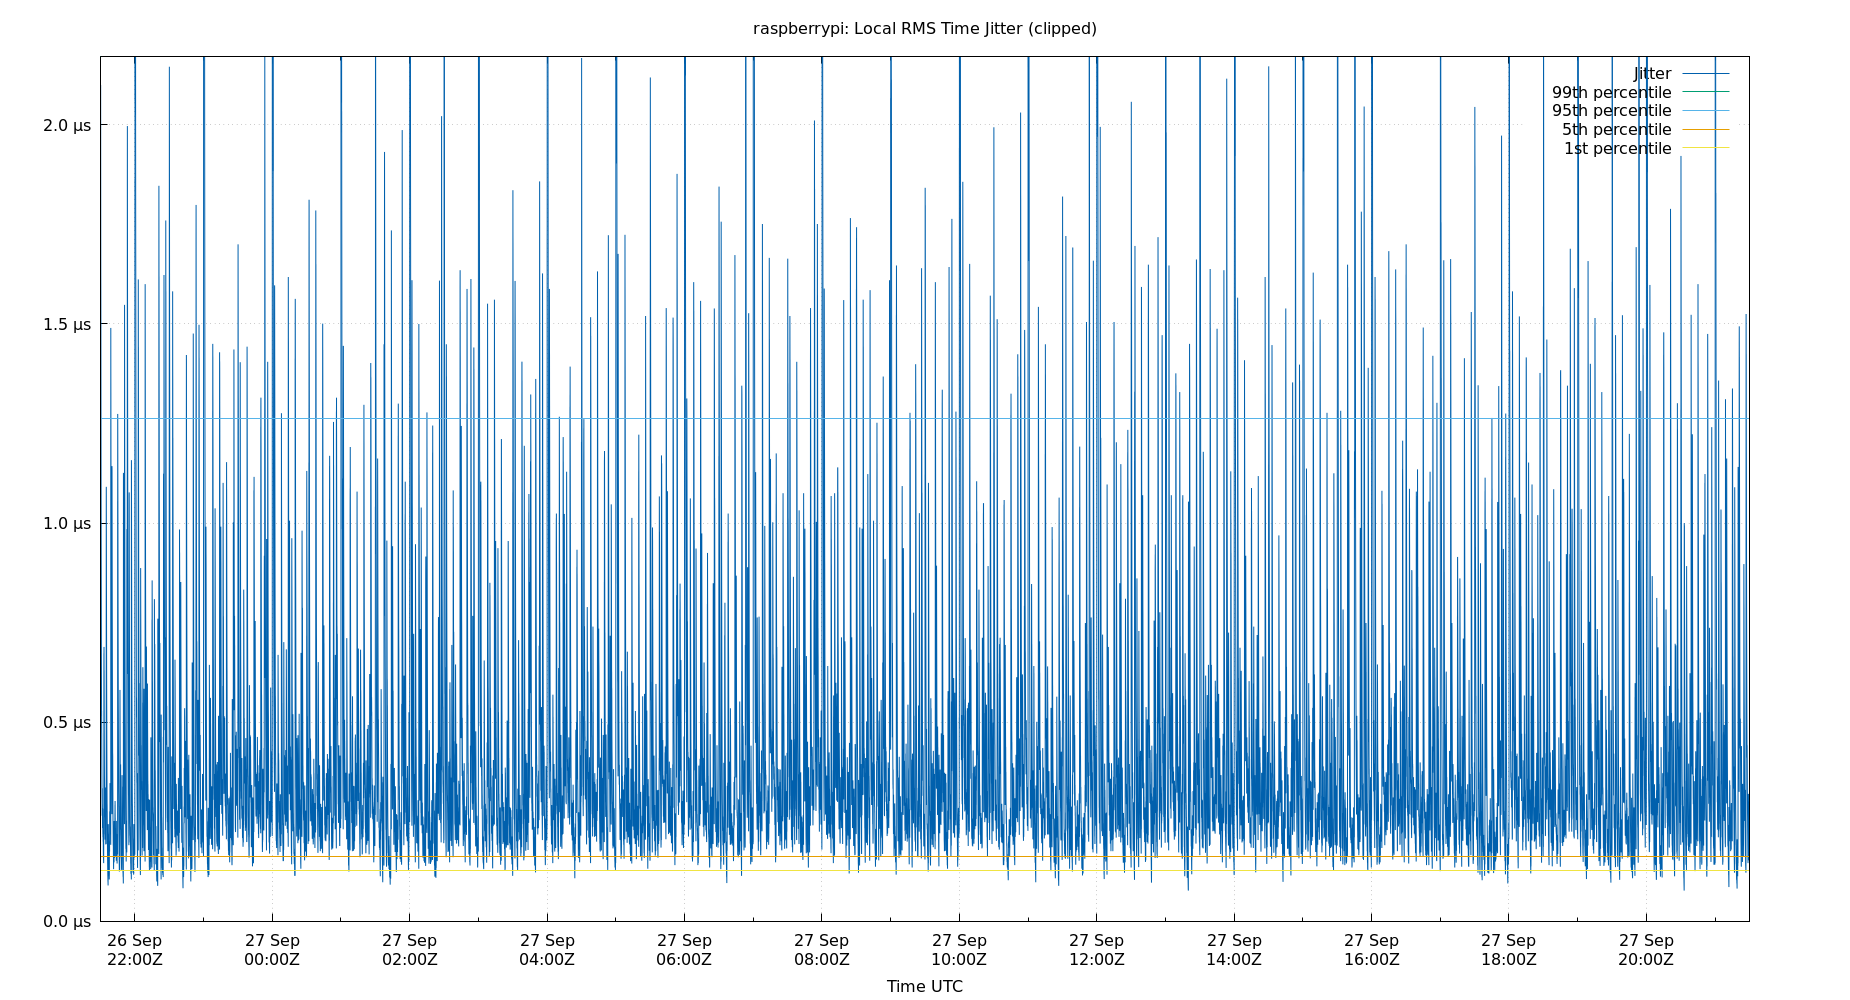 raspberrypi: Local RMS Time Jitter (clipped)
Jitter
99th percentile
95th percentile
5th percentile
1st percentile
2.0 µs
1.5 µs
1.0 µs
0.5 µs
0.0 µs
26 Sep 27 Sep 27 Sep 27 Sep 27 Sep 27 Sep 27 Sep 27 Sep 27 Sep 27 Sep 27 Sep 27 Sep
22:00Z 00:00Z 02:00Z 04:00Z 06:00Z 08:00Z 10:00Z 12:00Z 14:00Z 16:00Z 18:00Z 20:00Z
Time UTC